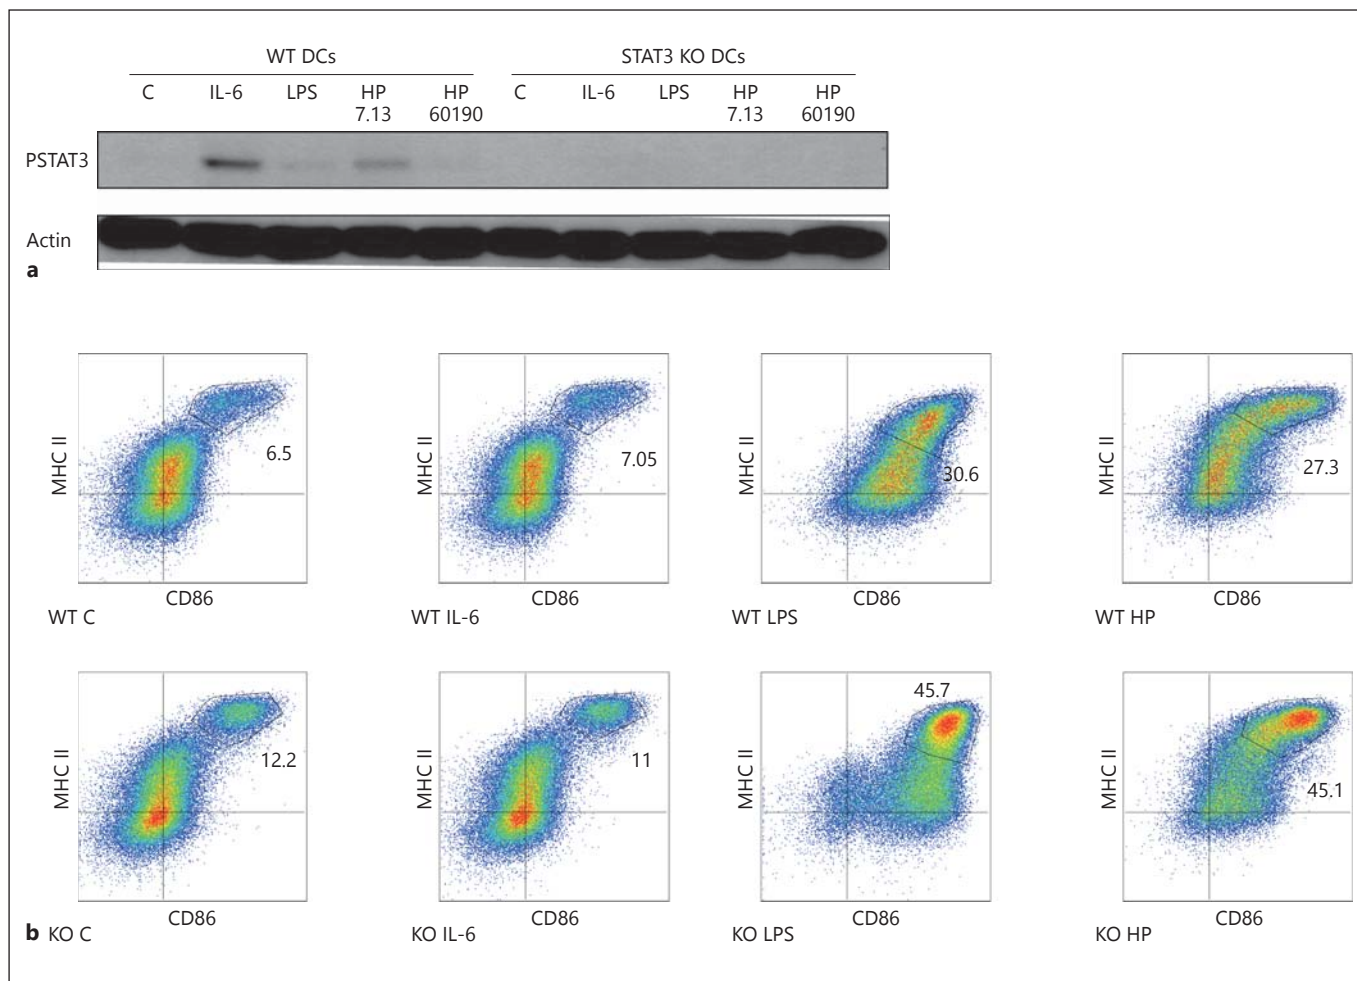 WT DCs STAT3 KO DCs
C IL-6 LPS HP 7.13 HP 60190 C IL-6 LPS HP 7.13 HP 60190
PSTAT3
Actin
a
MHC II 6.5 MHC II 7.05 MHC II 30.6 MHC II 27.3
CD86 CD86 CD86 CD86
WT C WT IL-6 WT LPS WT HP
MHC II 12.2 MHC II 11 MHC II 45.7 MHC II 45.1
CD86 CD86 CD86 CD86
b KO C KO IL-6 KO LPS KO HP